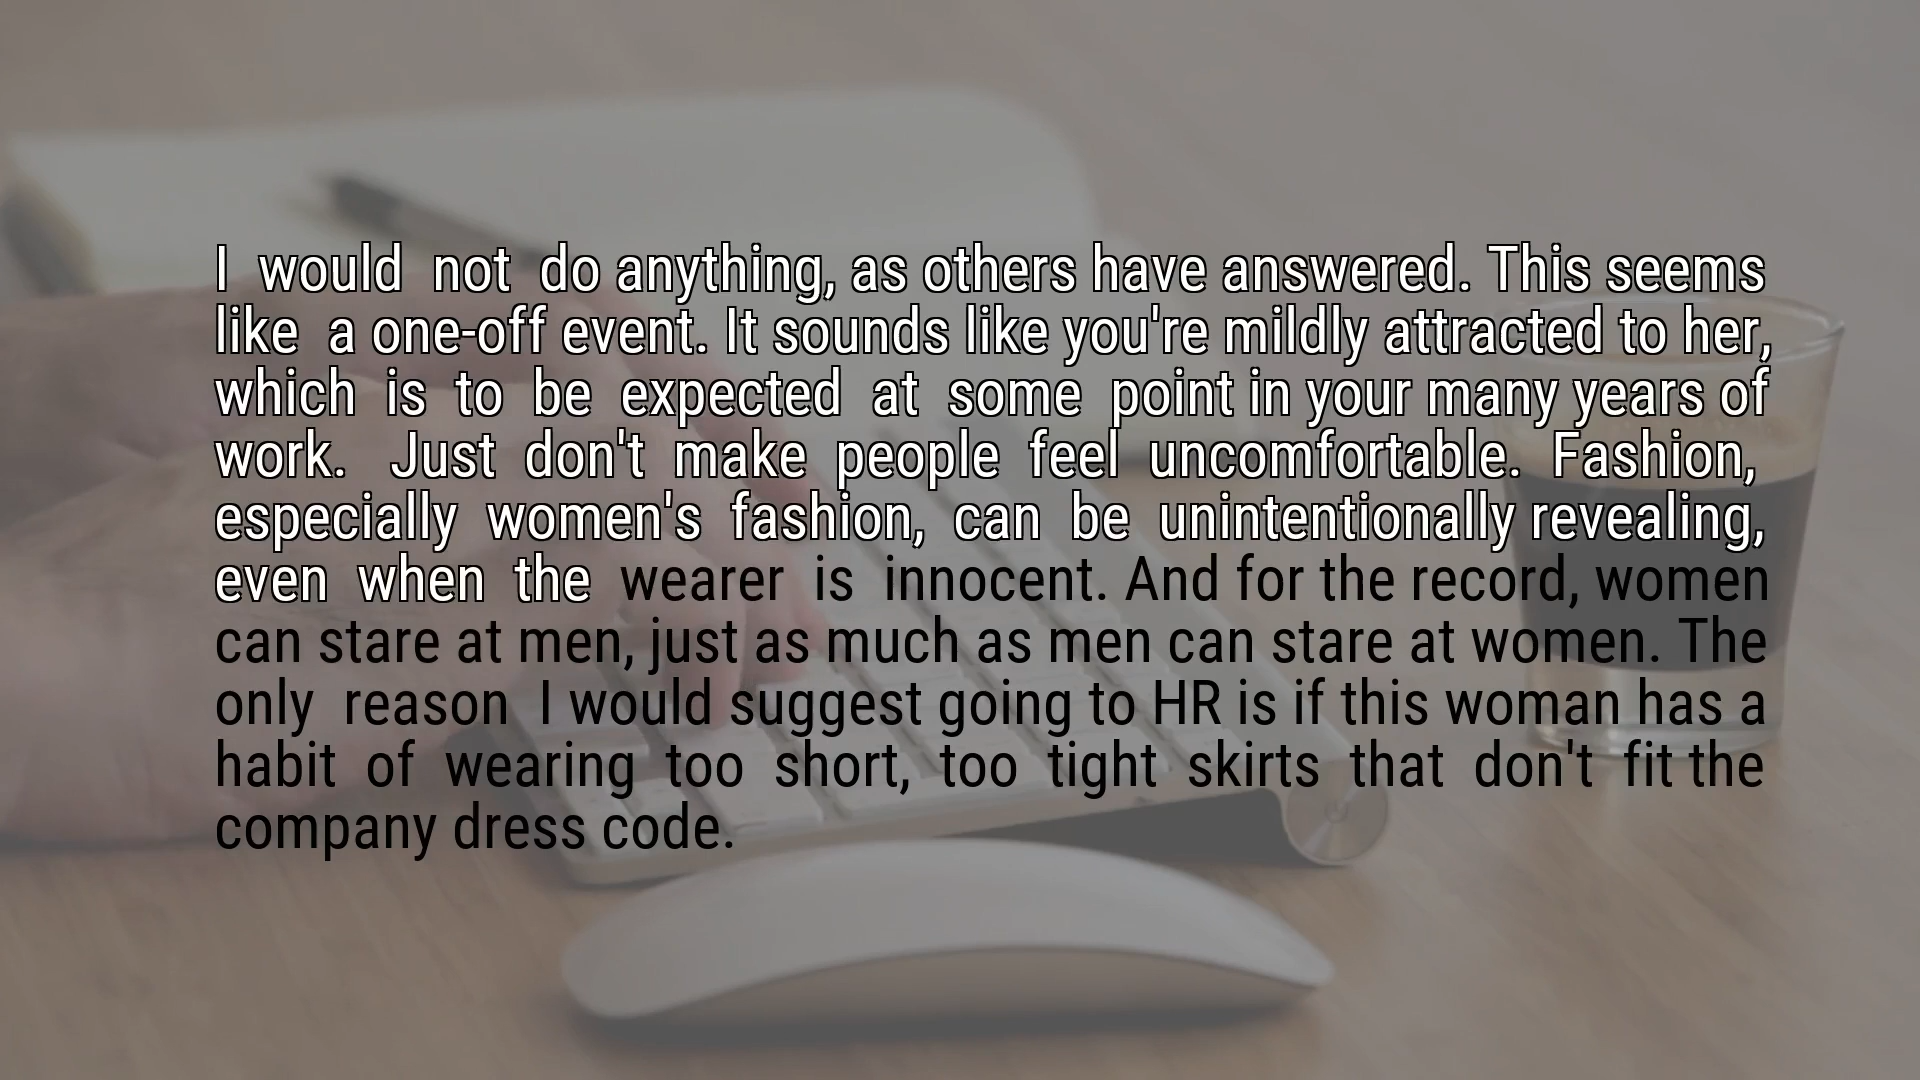 I would not do anything, as others have answered. This seems
like a one-off event. It sounds like you're mildly attracted to her,
which is to be expected at some point in your many years of
work. Just don't make people feel uncomfortable. Fashion,
especially women's fashion, can be unintentionally revealing,
even when the wearer is innocent. And for the record, women
can stare at men, just as much as men can stare at women. The
only reason I would suggest going to HR is if this woman has a
habit of wearing too short, too tight skirts that don't fit the
company dress code.